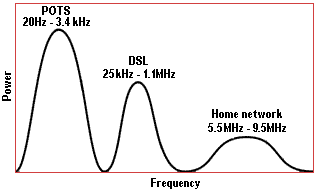 POTS
20Hz - 3.4 kHz
DSL
25kHz - 1.1MHz
Home network
5.5MHz - 9.5MHz
Power
Frequency